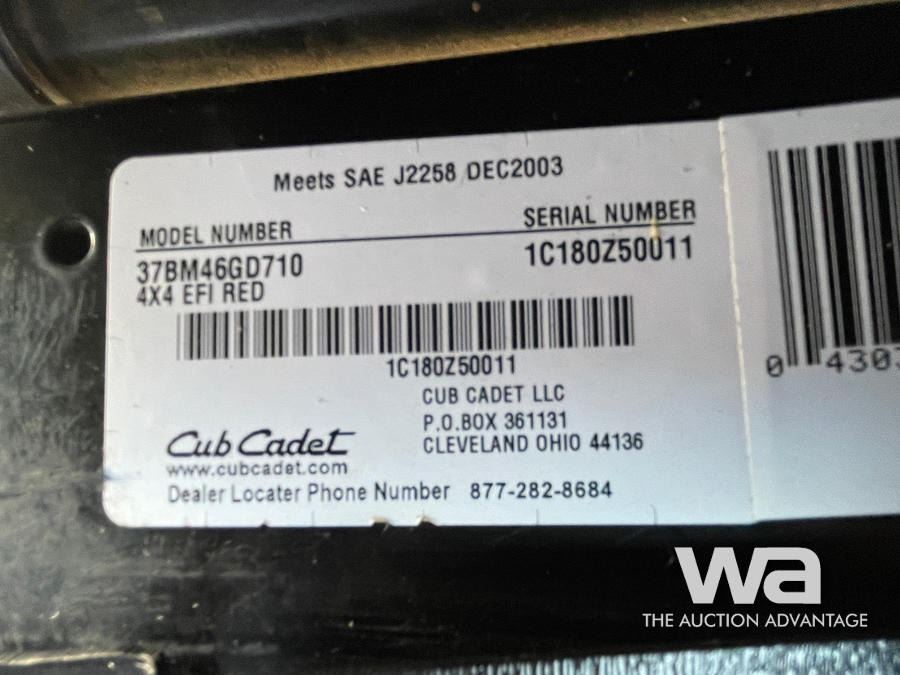 Meets SAE J2258 DEC2003
MODEL NUMBER SERIAL NUMBER
37BM46GD710 1C180Z50011
4X4 EFI RED
1C180Z50011
CUB CADET LLC
P.O.BOX 361131
CLEVELAND OHIO 44136
Cub Cadet
www.cubcadet.com
Dealer Locater Phone Number 877-282-8684
0 4303
wa
THE AUCTION ADVANTAGE